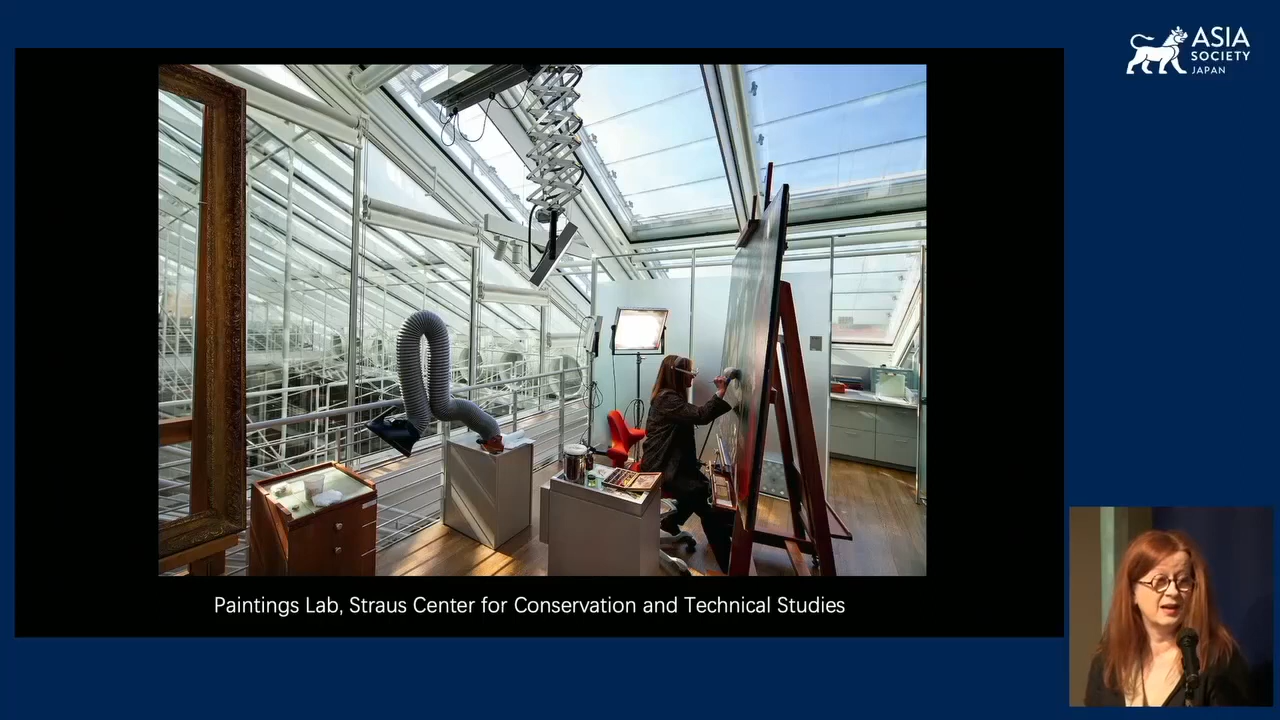 ASIA
SOCIETY
JAPAN
Paintings Lab, Straus Center for Conservation and Technical Studies